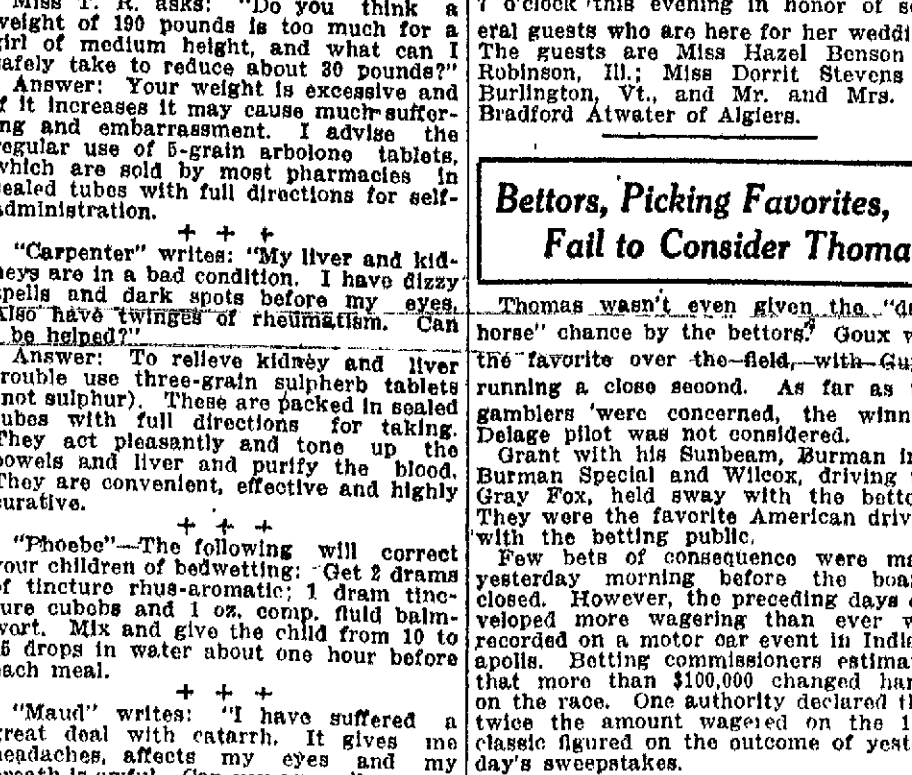 Miss T. R. asks: "Do you think a
weight of 190 pounds is too much for a
girl of medium height, and what can I
safely take to reduce about 30 pounds?"
Answer: Your weight is excessive and
if it increases it may cause much suffer-
ing and embarrassment. I advise the
regular use of 5-grain arbolone tablets,
which are sold by most pharmacies in
sealed tubes with full directions for self-
administration.
+ + +
"Carpenter" writes: "My liver and kid-
neys are in a bad condition. I have dizzy
spells and dark spots before my eyes.
Also have twinges of rheumatism. Can
be helped?"
Answer: To relieve kidney and liver
trouble use three-grain sulpherb tablets
(not sulphur). These are packed in sealed
tubes with full directions for taking.
They act pleasantly and tone up the
bowels and liver and purify the blood.
They are convenient, effective and highly
curative.
+ + +
"Phoebe"—The following will correct
your children of bedwetting: Get 2 drams
of tincture rhus-aromatic; 1 dram tinc-
ture cubebs and 1 oz. comp. fluid balm-
wort. Mix and give the child from 10 to
15 drops in water about one hour before
each meal.
+ + +
"Maud" writes: "I have suffered a
great deal with catarrh. It gives me
headaches, affects my eyes and my
breath is awful.
7 o'clock this evening in honor of
eral guests who are here for her weddi
The guests are Miss Hazel Benson
Robinson, Ill.; Miss Dorrit Stevens
Burlington, Vt., and Mr. and Mrs.
Bradford Atwater of Algiers.
Bettors, Picking Favorites,
Fail to Consider Thoma
Thomas wasn't even given the "d
horse" chance by the bettors. Goux w
the favorite over the field, with Gu
running a close second. As far as
gamblers were concerned, the winn
Delage pilot was not considered.
Grant with his Sunbeam, Burman in
Burman Special and Wilcox, driving
Gray Fox, held sway with the betto
They were the favorite American driv
with the betting public.
Few bets of consequence were ma
yesterday morning before the boa
closed. However, the preceding days
veloped more wagering than ever w
recorded on a motor car event in India
apolis. Betting commissioners estima
that more than $100,000 changed han
on the race. One authority declared th
twice the amount wagered on the 1
classic figured on the outcome of yest
day's sweepstakes.